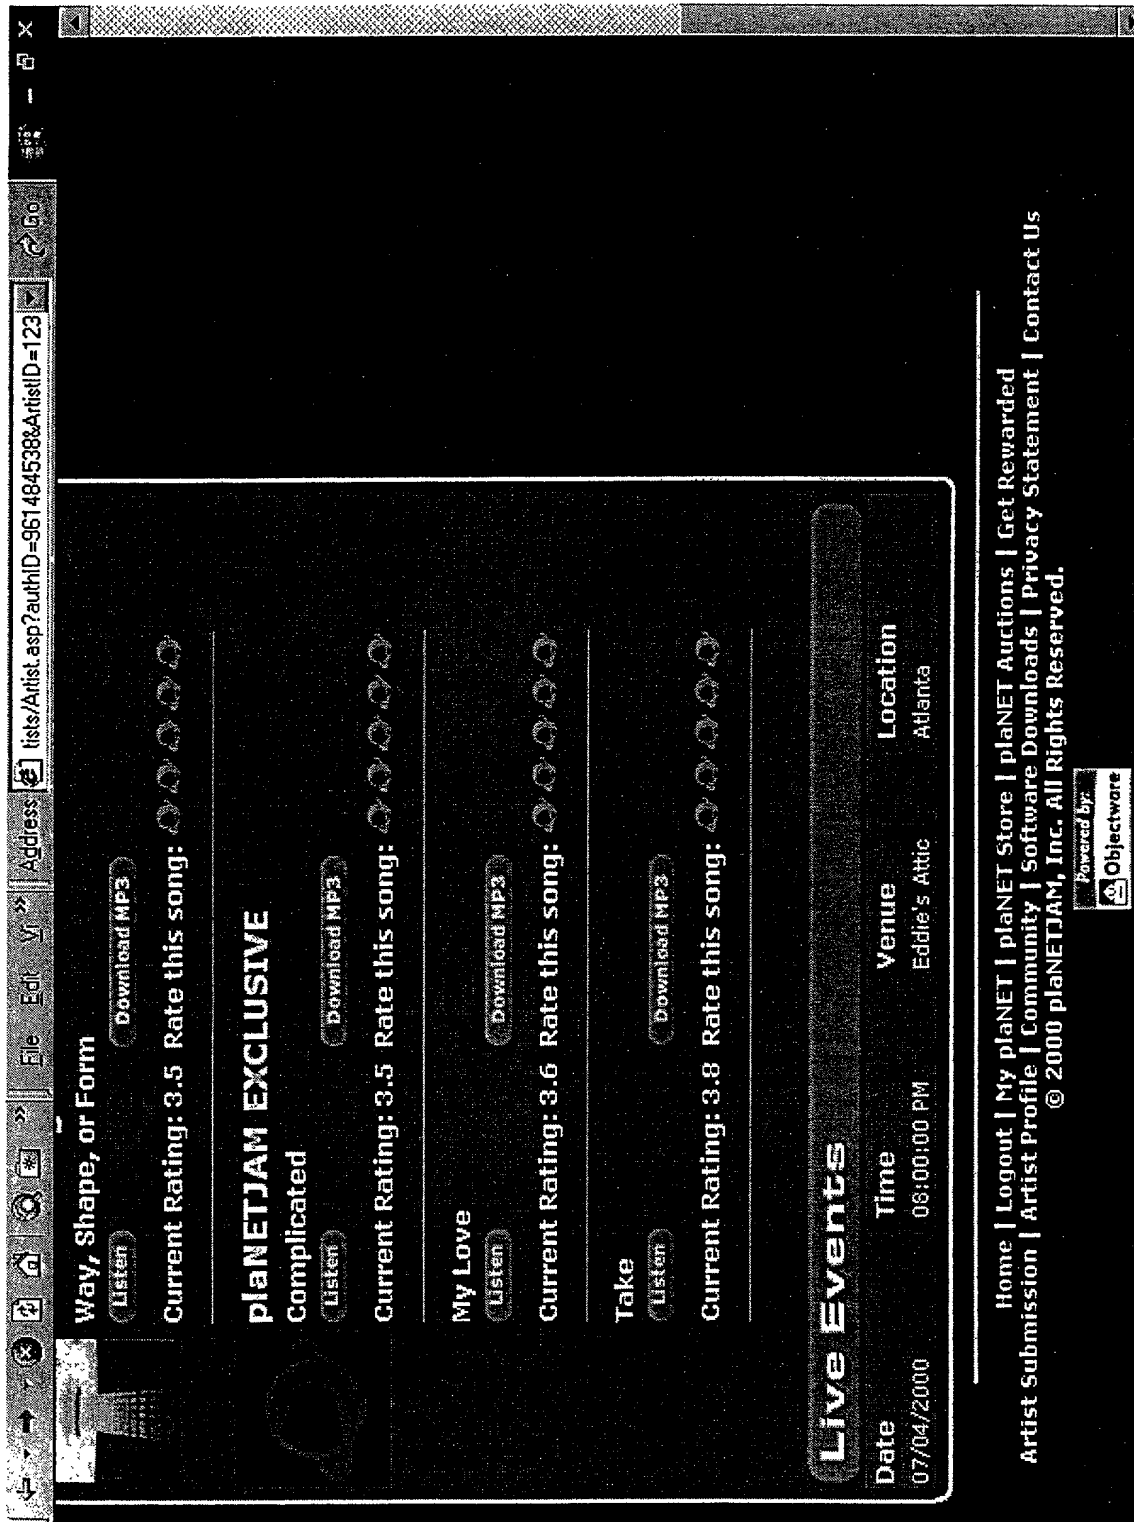 File Edit Vi » Address tists/Artist.asp?authID=961484538&ArtistID=123 Go
Way, Shape, or Form
Listen Download MP3
Current Rating: 3.5 Rate this song:
plaNETJAM EXCLUSIVE
Complicated
Listen Download MP3
Current Rating: 3.5 Rate this song:
My Love
Listen Download MP3
Current Rating: 3.6 Rate this song:
Take
Listen Download MP3
Current Rating: 3.8 Rate this song:
Live Events
Date Time Venue Location
07/04/2000 08:00:00 PM Eddie's Attic Atlanta
Home | Logout | My plaNET | plaNET Store | plaNET Auctions | Get Rewarded
Artist Submission | Artist Profile | Community | Software Downloads | Privacy Statement | Contact Us
© 2000 plaNETJAM, Inc. All Rights Reserved.
Powered by:
Objectware